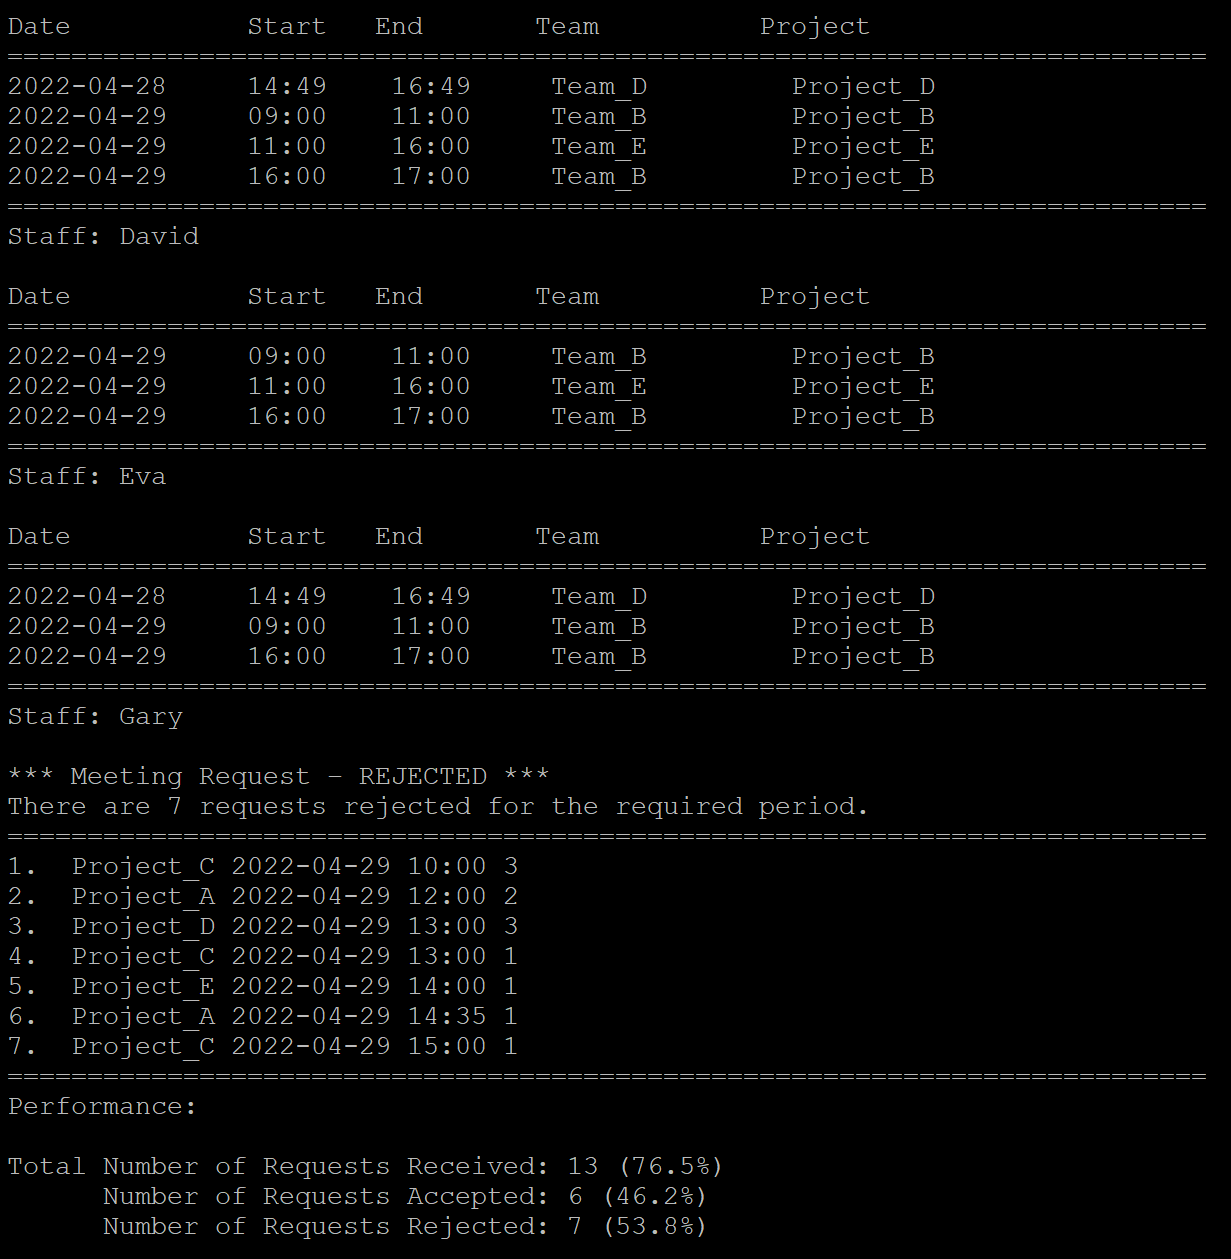 Date Start End Team Project
===========================================================================
2022-04-28 14:49 16:49 Team_D Project_D
2022-04-29 09:00 11:00 Team_B Project_B
2022-04-29 11:00 16:00 Team_E Project_E
2022-04-29 16:00 17:00 Team_B Project_B
===========================================================================
Staff: David
Date Start End Team Project
===========================================================================
2022-04-29 09:00 11:00 Team_B Project_B
2022-04-29 11:00 16:00 Team_E Project_E
2022-04-29 16:00 17:00 Team_B Project_B
===========================================================================
Staff: Eva
Date Start End Team Project
===========================================================================
2022-04-28 14:49 16:49 Team_D Project_D
2022-04-29 09:00 11:00 Team_B Project_B
2022-04-29 16:00 17:00 Team_B Project_B
===========================================================================
Staff: Gary
*** Meeting Request - REJECTED ***
There are 7 requests rejected for the required period.
===========================================================================
1. Project_C 2022-04-29 10:00 3
2. Project_A 2022-04-29 12:00 2
3. Project_D 2022-04-29 13:00 3
4. Project_C 2022-04-29 13:00 1
5. Project_E 2022-04-29 14:00 1
6. Project_A 2022-04-29 14:35 1
7. Project_C 2022-04-29 15:00 1
===========================================================================
Performance:
Total Number of Requests Received: 13 (76.5%)
Number of Requests Accepted: 6 (46.2%)
Number of Requests Rejected: 7 (53.8%)